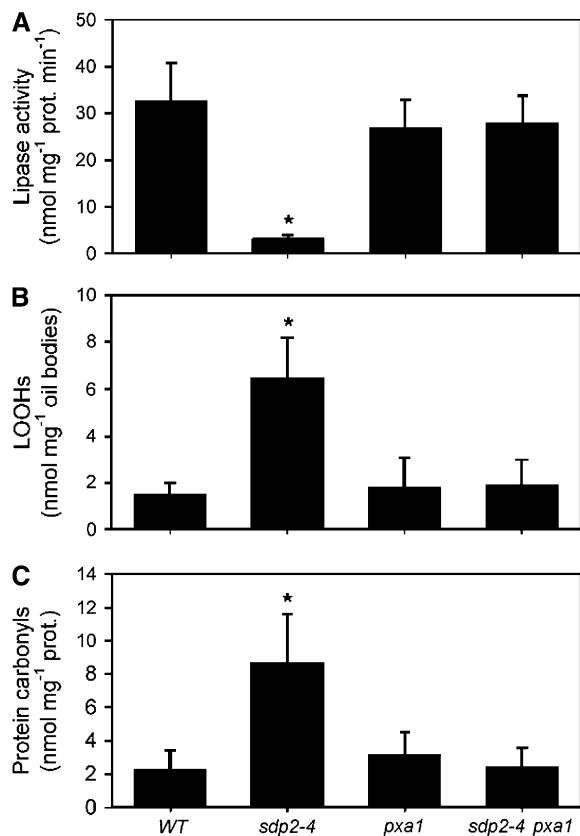 A
Lipase activity
(nmol mg⁻¹ prot. min⁻¹)
50
40
30
20
10
0
*
B
LOOHs
(nmol mg⁻¹ oil bodies)
10
8
6
4
2
0
*
C
Protein carbonyls
(nmol mg⁻¹ prot.)
14
12
10
8
6
4
2
0
*
WT sdp2-4 pxa1 sdp2-4 pxa1